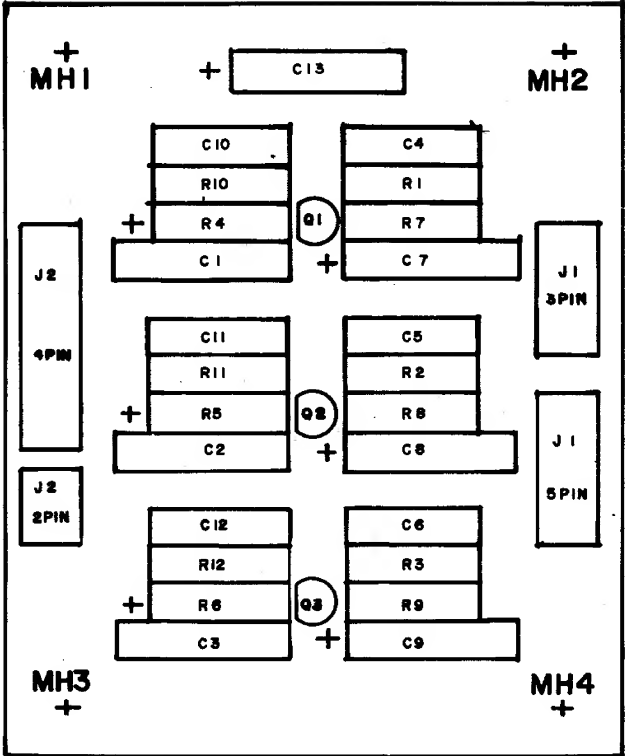 MH1
MH2
+ C13
C10
C4
R10
R1
R4
Q1
R7
C1
C7
J2
4PIN
J1
3PIN
C11
C5
R11
R2
R5
Q2
R8
C2
C8
J1
5PIN
J2
2PIN
C12
C6
R12
R3
R6
Q3
R9
C3
C9
MH3
MH4